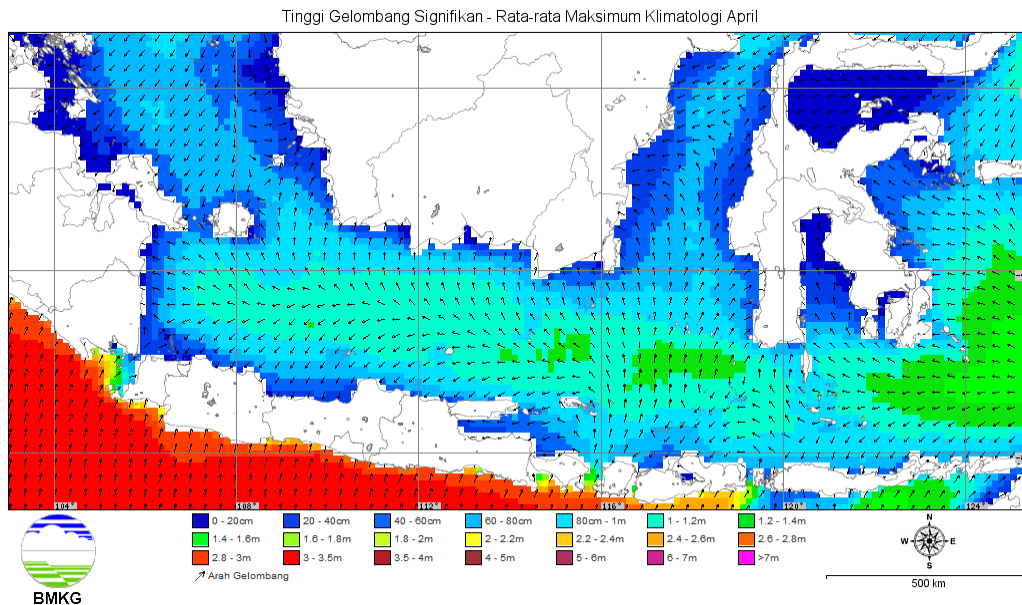 Tinggi Gelombang Signifikan - Rata-rata Maksimum Klimatologi April
104° 108° 112° 116° 120° 124°
0 - 20cm 20 - 40cm 40 - 60cm 60 - 80cm 80cm - 1m 1 - 1.2m 1.2 - 1.4m
1.4 - 1.6m 1.6 - 1.8m 1.8 - 2m 2 - 2.2m 2.2 - 2.4m 2.4 - 2.6m 2.6 - 2.8m
2.8 - 3m 3 - 3.5m 3.5 - 4m 4 - 5m 5 - 6m 6 - 7m >7m
Arah Gelombang
N
W E
S
500 km
BMKG